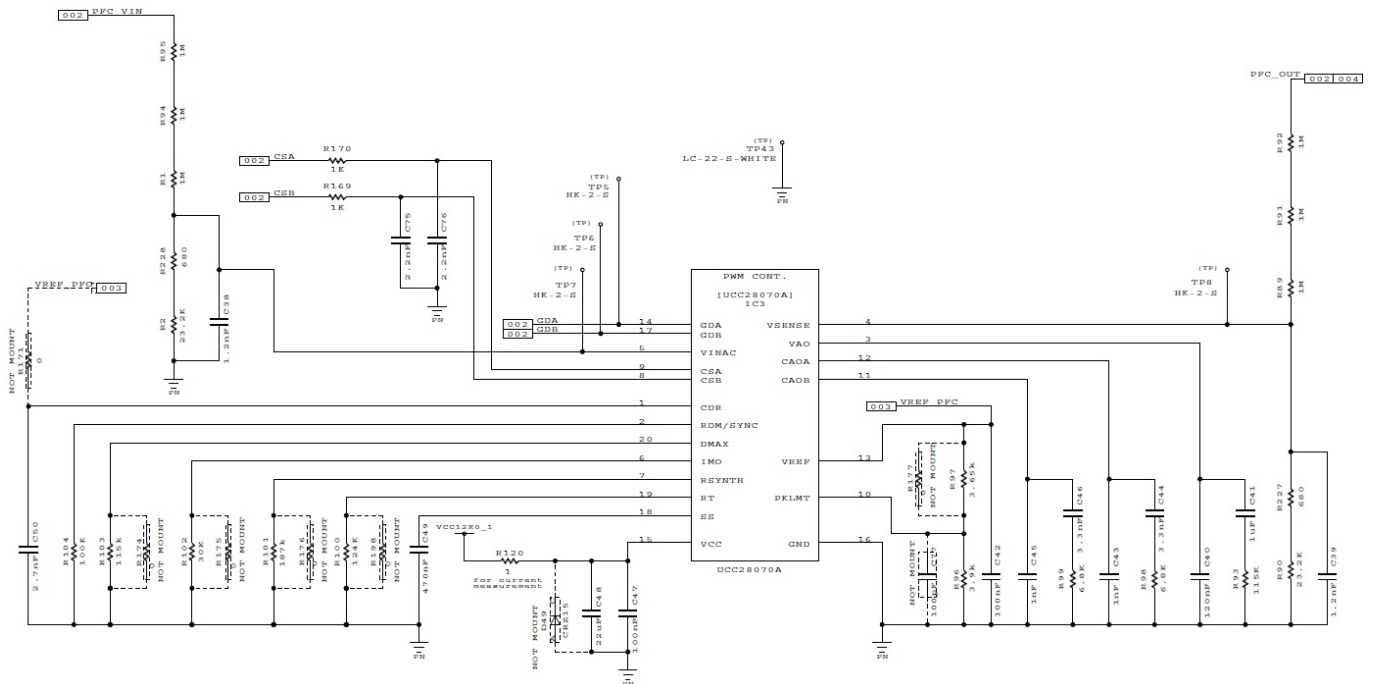 002 PFC_VIN
R95 1M
R94 1M
R1 1M
R228 680
R2 23.2K
C38 1.2nF
PN
VREF_PFC 003
NOT MOUNT
R171 0
002 CSA
R170
1K
002 CSB
R169
1K
C75 2.2nF
C76 2.2nF
PN
(TP)
TP5
HK-2-S
(TP)
TP6
HK-2-S
(TP)
TP7
HK-2-S
(TP)
TP43
LC-22-S-WHITE
PN
(TP)
TP8
HK-2-S
PFC_OUT 002 004
R92 1M
R91 1M
R89 1M
PWM CONT.
[UCC28070A]
IC3
002 GDA 14 GDA
002 GDB 17 GDB
5 VINAC
9 CSA
8 CSB
1 CDR
2 RDM/SYNC
20 DMAX
6 IMO
7 RSYNTH
19 RT
18 SS
15 VCC
VSENSE 4
VAO 3
CAOA 12
CAOB 11
VREF 13
PKLMT 10
GND 16
UCC28070A
003 VREF_PFC
C50 2.7nF
R104 100K
R103 15k
R174 0 NOT MOUNT
R102 30K
R175 0 NOT MOUNT
R101 187k
R176 NOT MOUNT
R100 124K
R198 NOT MOUNT
C49 470nF
PN
VCC1280_1
R120
1
for current
measurement
NOT MOUNT
D49
CRE15
C48 22uF
C47 100nF
PN
R177 0 NOT MOUNT
R97 3.65k
NOT MOUNT
R96 3.9k
C42 100nF
C45 1nF
C46 3.3nF
R99 6.8K
C43 1nF
C44 3.3nF
R98 6.8K
C40 120nF
C41 1uF
R93 115K
R227 680
R90 23.2K
C39 1.2nF
PN